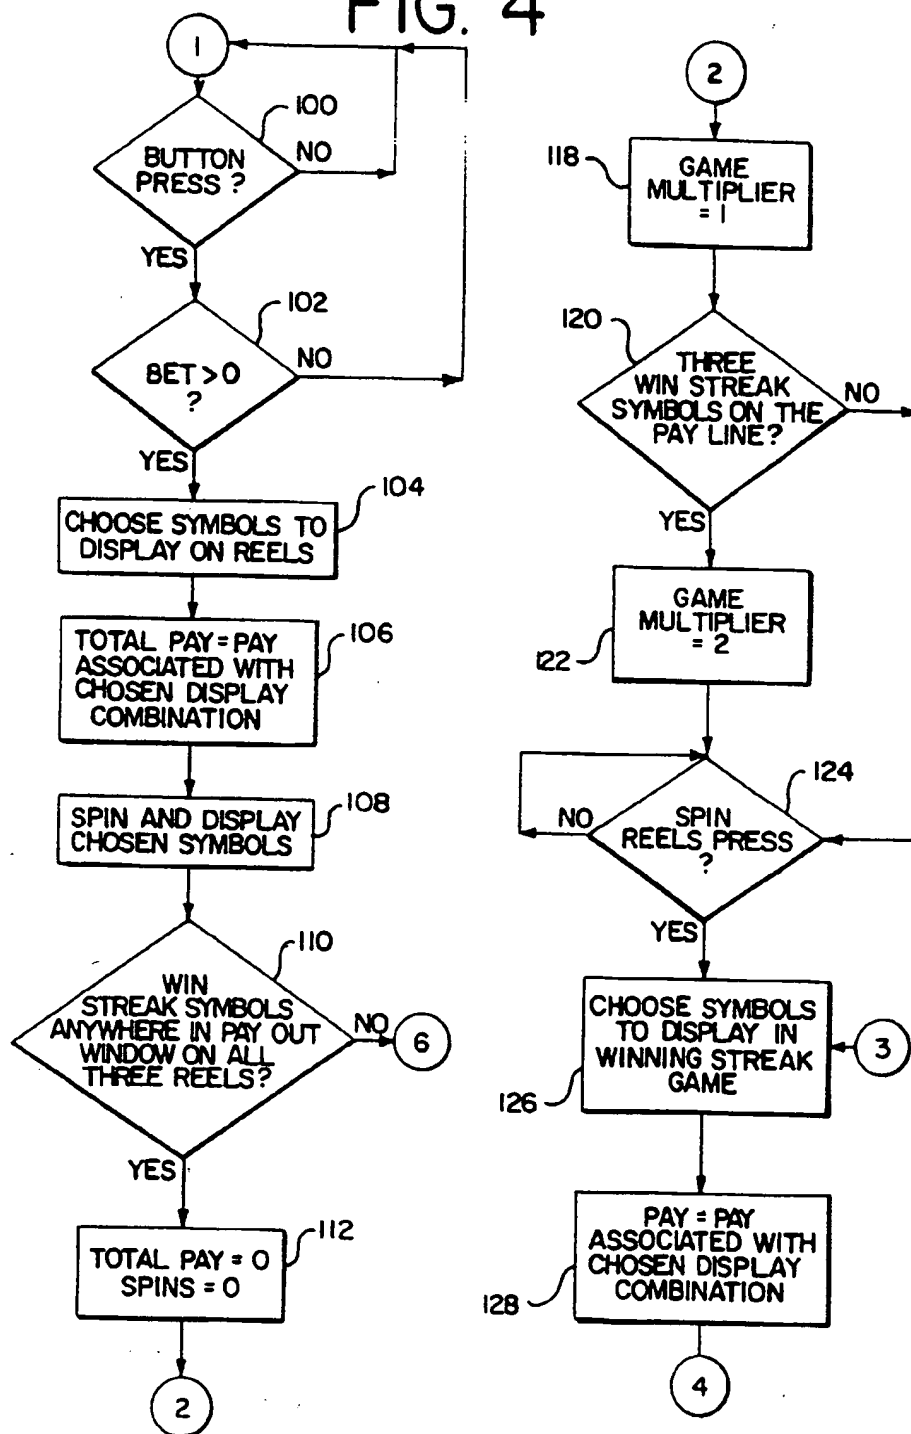 FIG. 4
1
100
BUTTON
PRESS ?
NO
YES
102
BET > 0
?
NO
YES
104
CHOOSE SYMBOLS TO
DISPLAY ON REELS
106
TOTAL PAY = PAY
ASSOCIATED WITH
CHOSEN DISPLAY
COMBINATION
108
SPIN AND DISPLAY
CHOSEN SYMBOLS
110
WIN
STREAK SYMBOLS
ANYWHERE IN PAY OUT
WINDOW ON ALL
THREE REELS?
NO
6
YES
112
TOTAL PAY = 0
SPINS = 0
2
2
118
GAME
MULTIPLIER
= 1
120
THREE
WIN STREAK
SYMBOLS ON THE
PAY LINE?
NO
YES
GAME
MULTIPLIER
= 2
122
124
SPIN
REELS PRESS
?
NO
YES
CHOOSE SYMBOLS
TO DISPLAY IN
WINNING STREAK
GAME
3
126
PAY = PAY
ASSOCIATED WITH
CHOSEN DISPLAY
COMBINATION
128
4